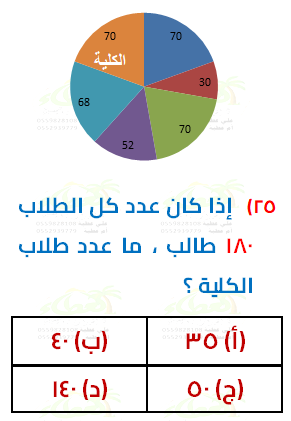 70 70
الكلية
30
68
70
52
٢٥) إذا كان عدد كل الطلاب
١٨٠ طالب ، ما عدد طلاب
الكلية ؟
(أ) ٣٥ (ب) ٤٠
(ج) ٥٠ (د) ١٤٠